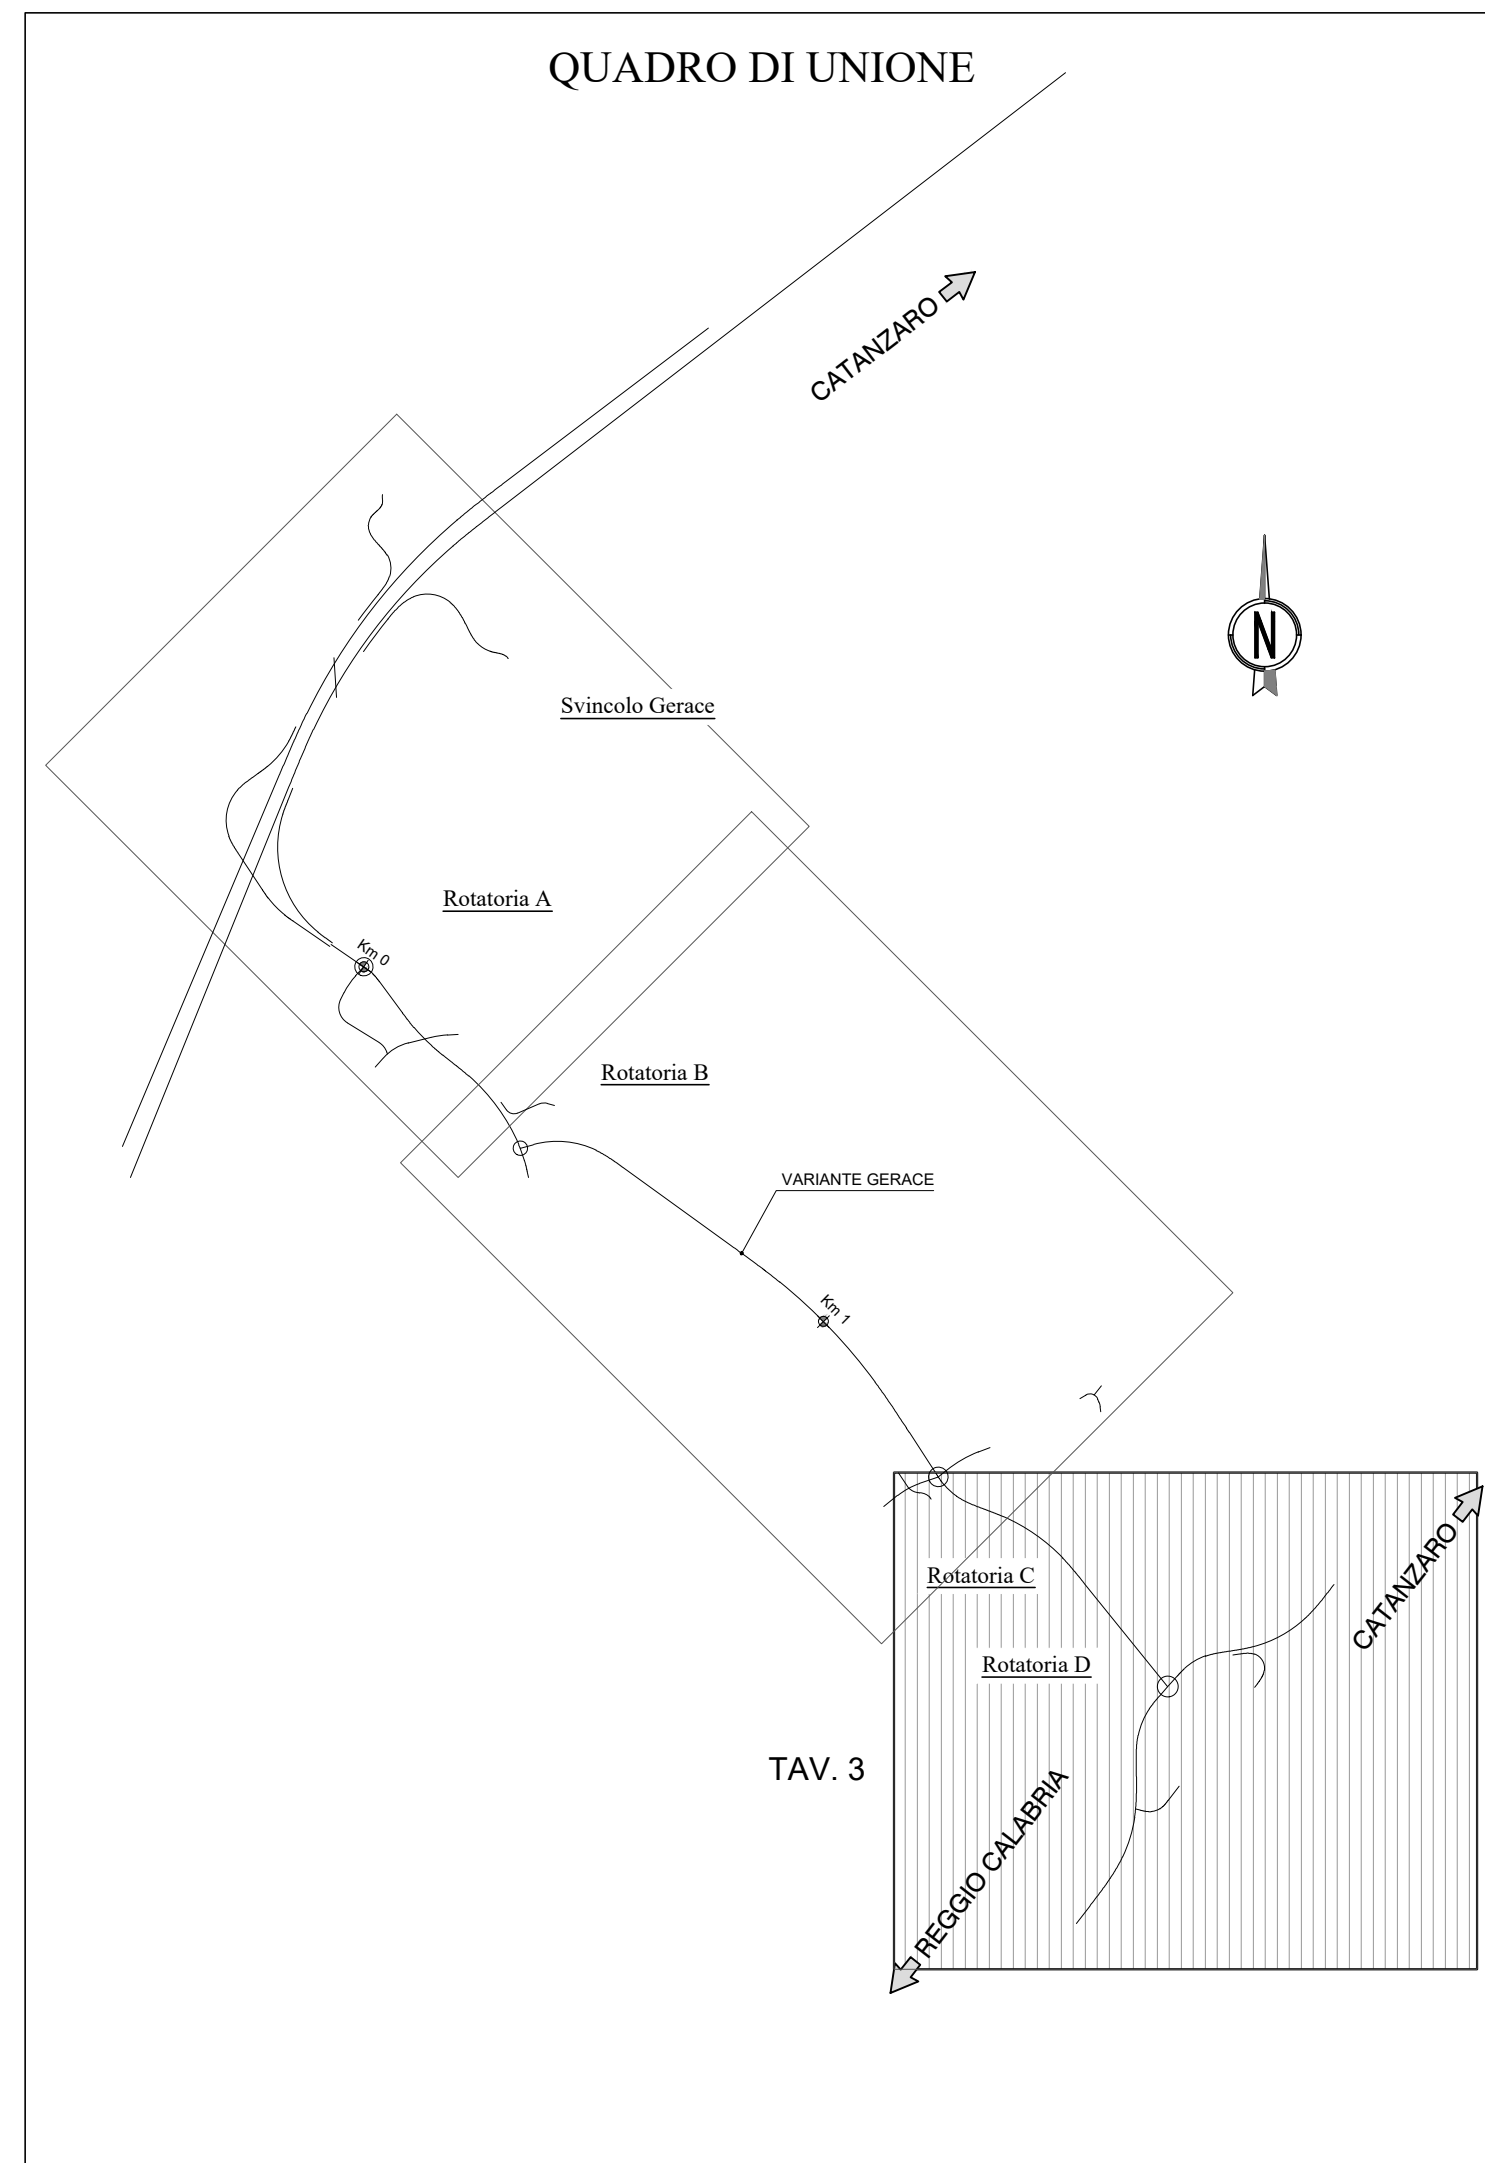 QUADRO DI UNIONE
CATANZARO
N
Svincolo Gerace
Rotatoria A
Km 0
Rotatoria B
VARIANTE GERACE
Km 1
Rotatoria C
CATANZARO
Rotatoria D
TAV. 3
REGGIO CALABRIA